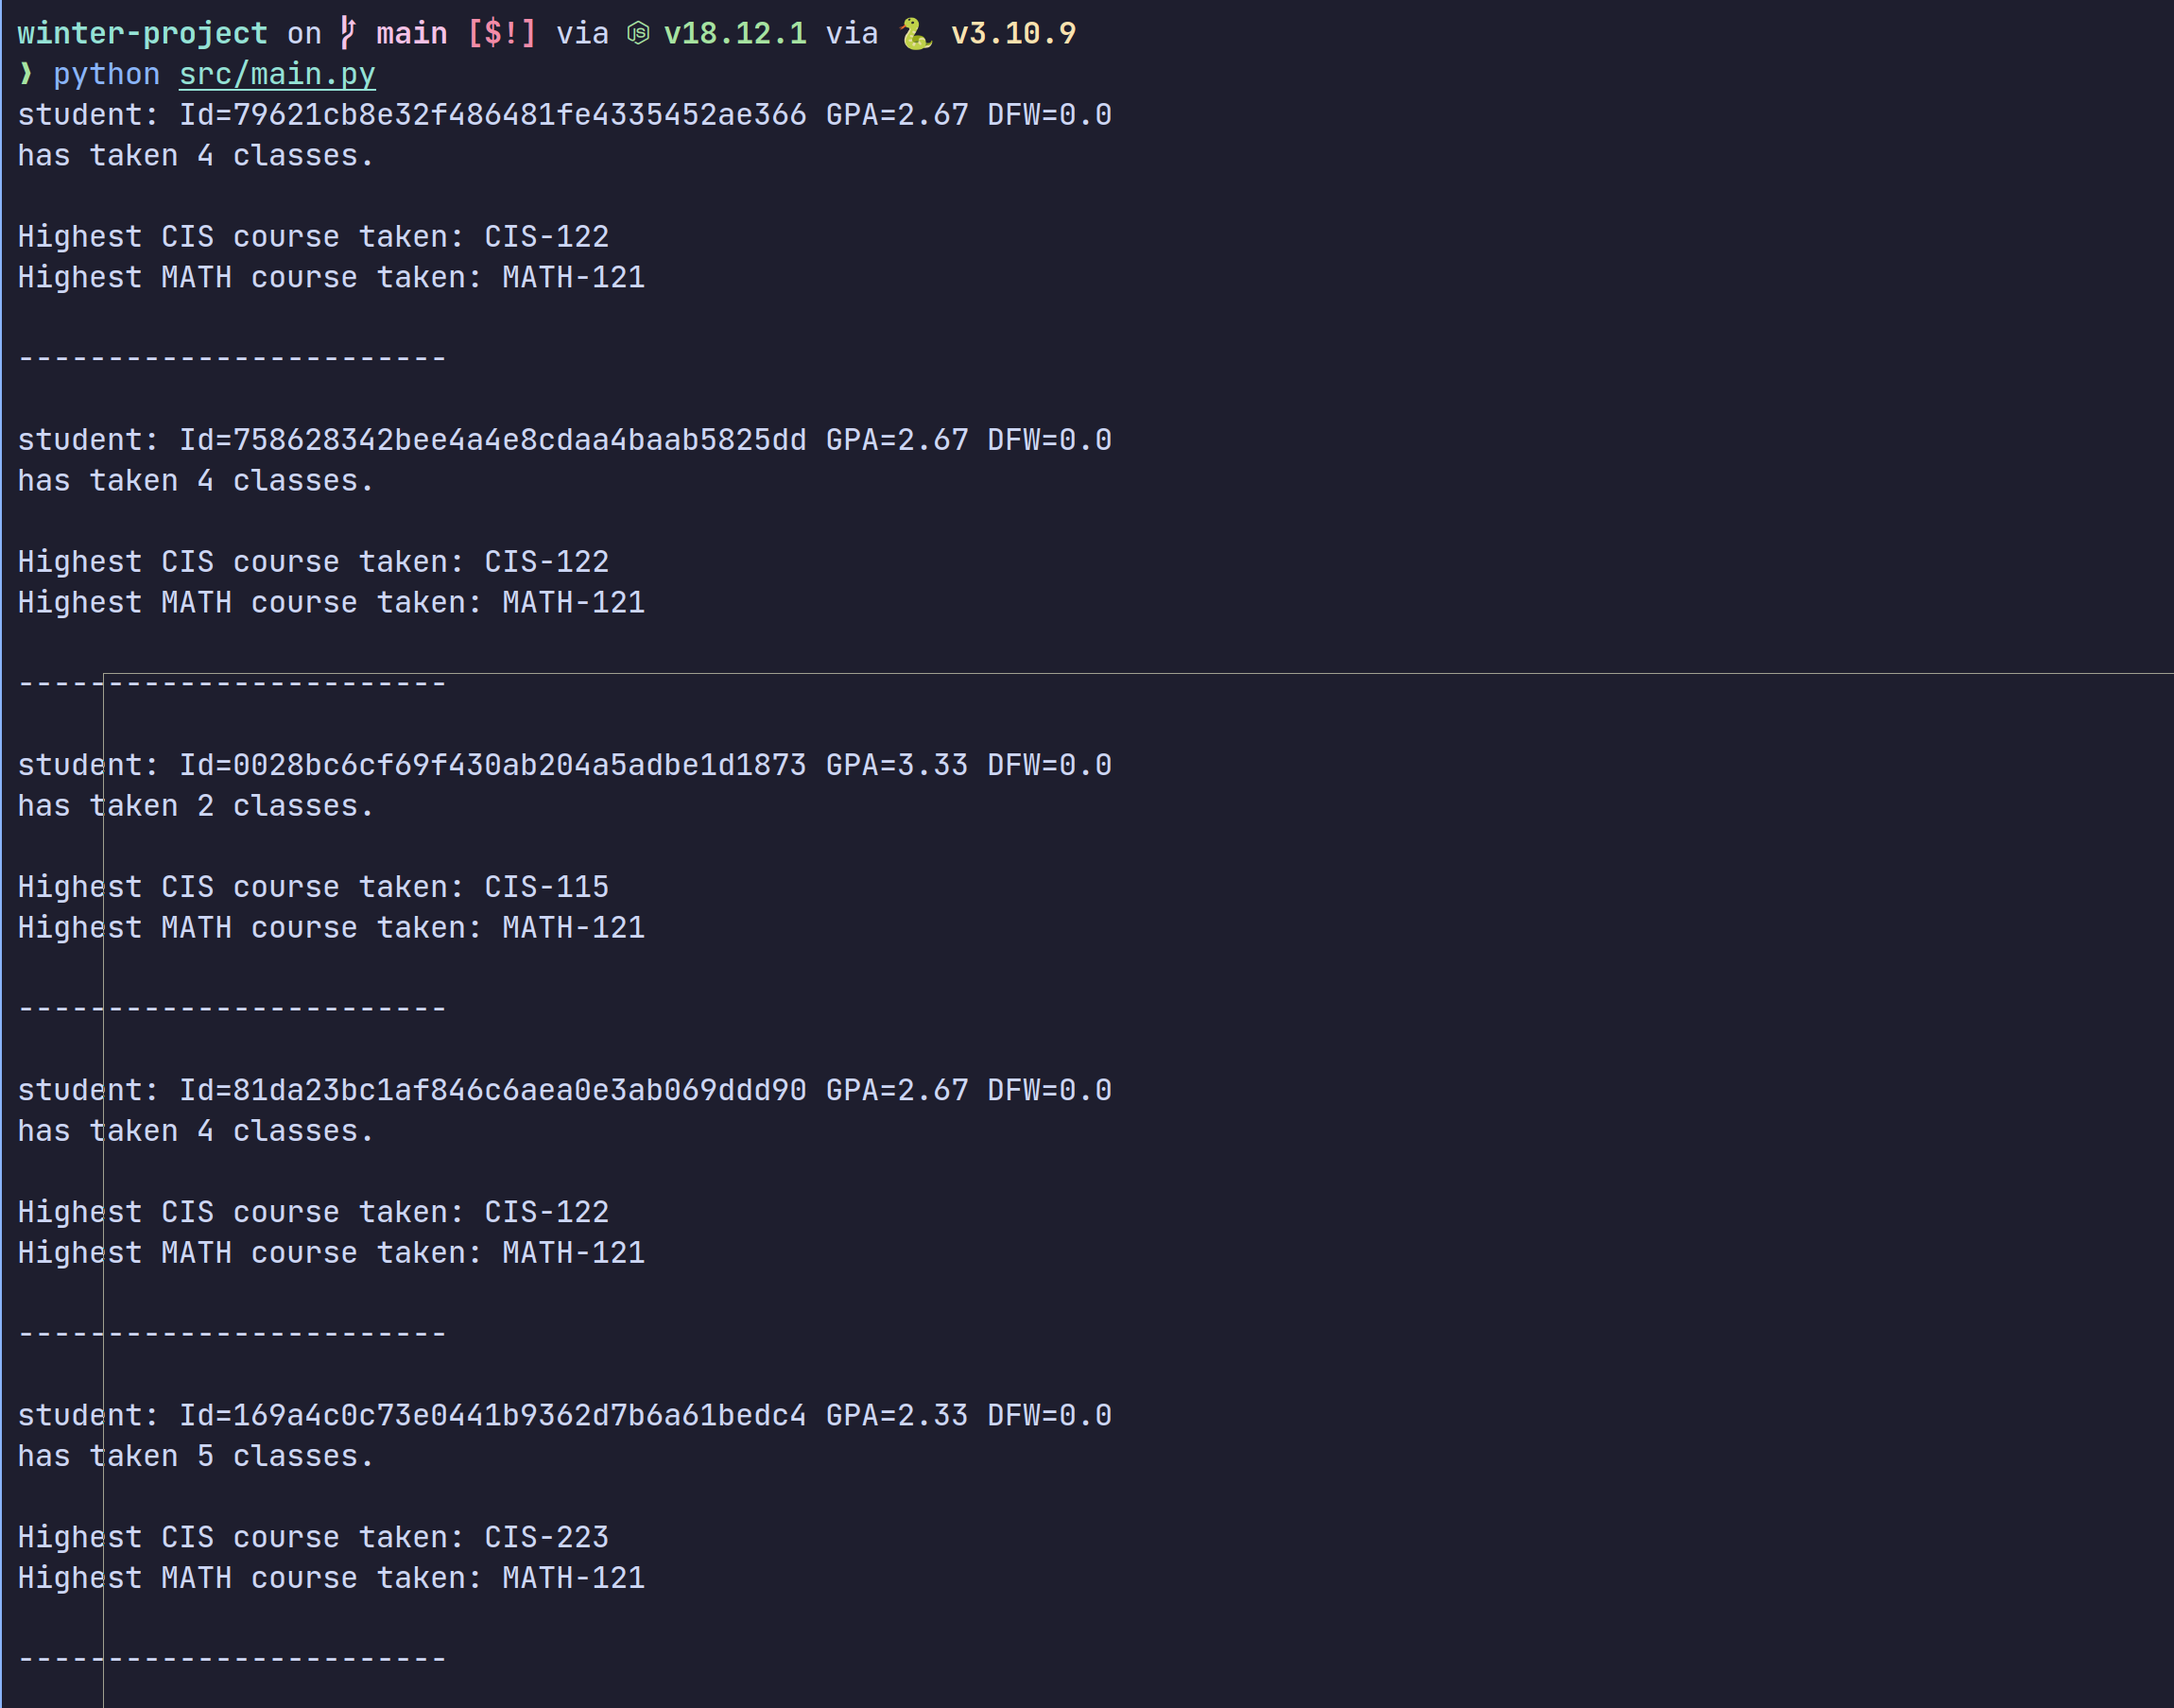 winter-project on main [$!] via v18.12.1 via 🐍 v3.10.9
❱ python src/main.py
student: Id=79621cb8e32f486481fe4335452ae366 GPA=2.67 DFW=0.0
has taken 4 classes.
Highest CIS course taken: CIS-122
Highest MATH course taken: MATH-121
------------------------
student: Id=758628342bee4a4e8cdaa4baab5825dd GPA=2.67 DFW=0.0
has taken 4 classes.
Highest CIS course taken: CIS-122
Highest MATH course taken: MATH-121
------------------------
student: Id=0028bc6cf69f430ab204a5adbe1d1873 GPA=3.33 DFW=0.0
has taken 2 classes.
Highest CIS course taken: CIS-115
Highest MATH course taken: MATH-121
------------------------
student: Id=81da23bc1af846c6aea0e3ab069ddd90 GPA=2.67 DFW=0.0
has taken 4 classes.
Highest CIS course taken: CIS-122
Highest MATH course taken: MATH-121
------------------------
student: Id=169a4c0c73e0441b9362d7b6a61bedc4 GPA=2.33 DFW=0.0
has taken 5 classes.
Highest CIS course taken: CIS-223
Highest MATH course taken: MATH-121
------------------------